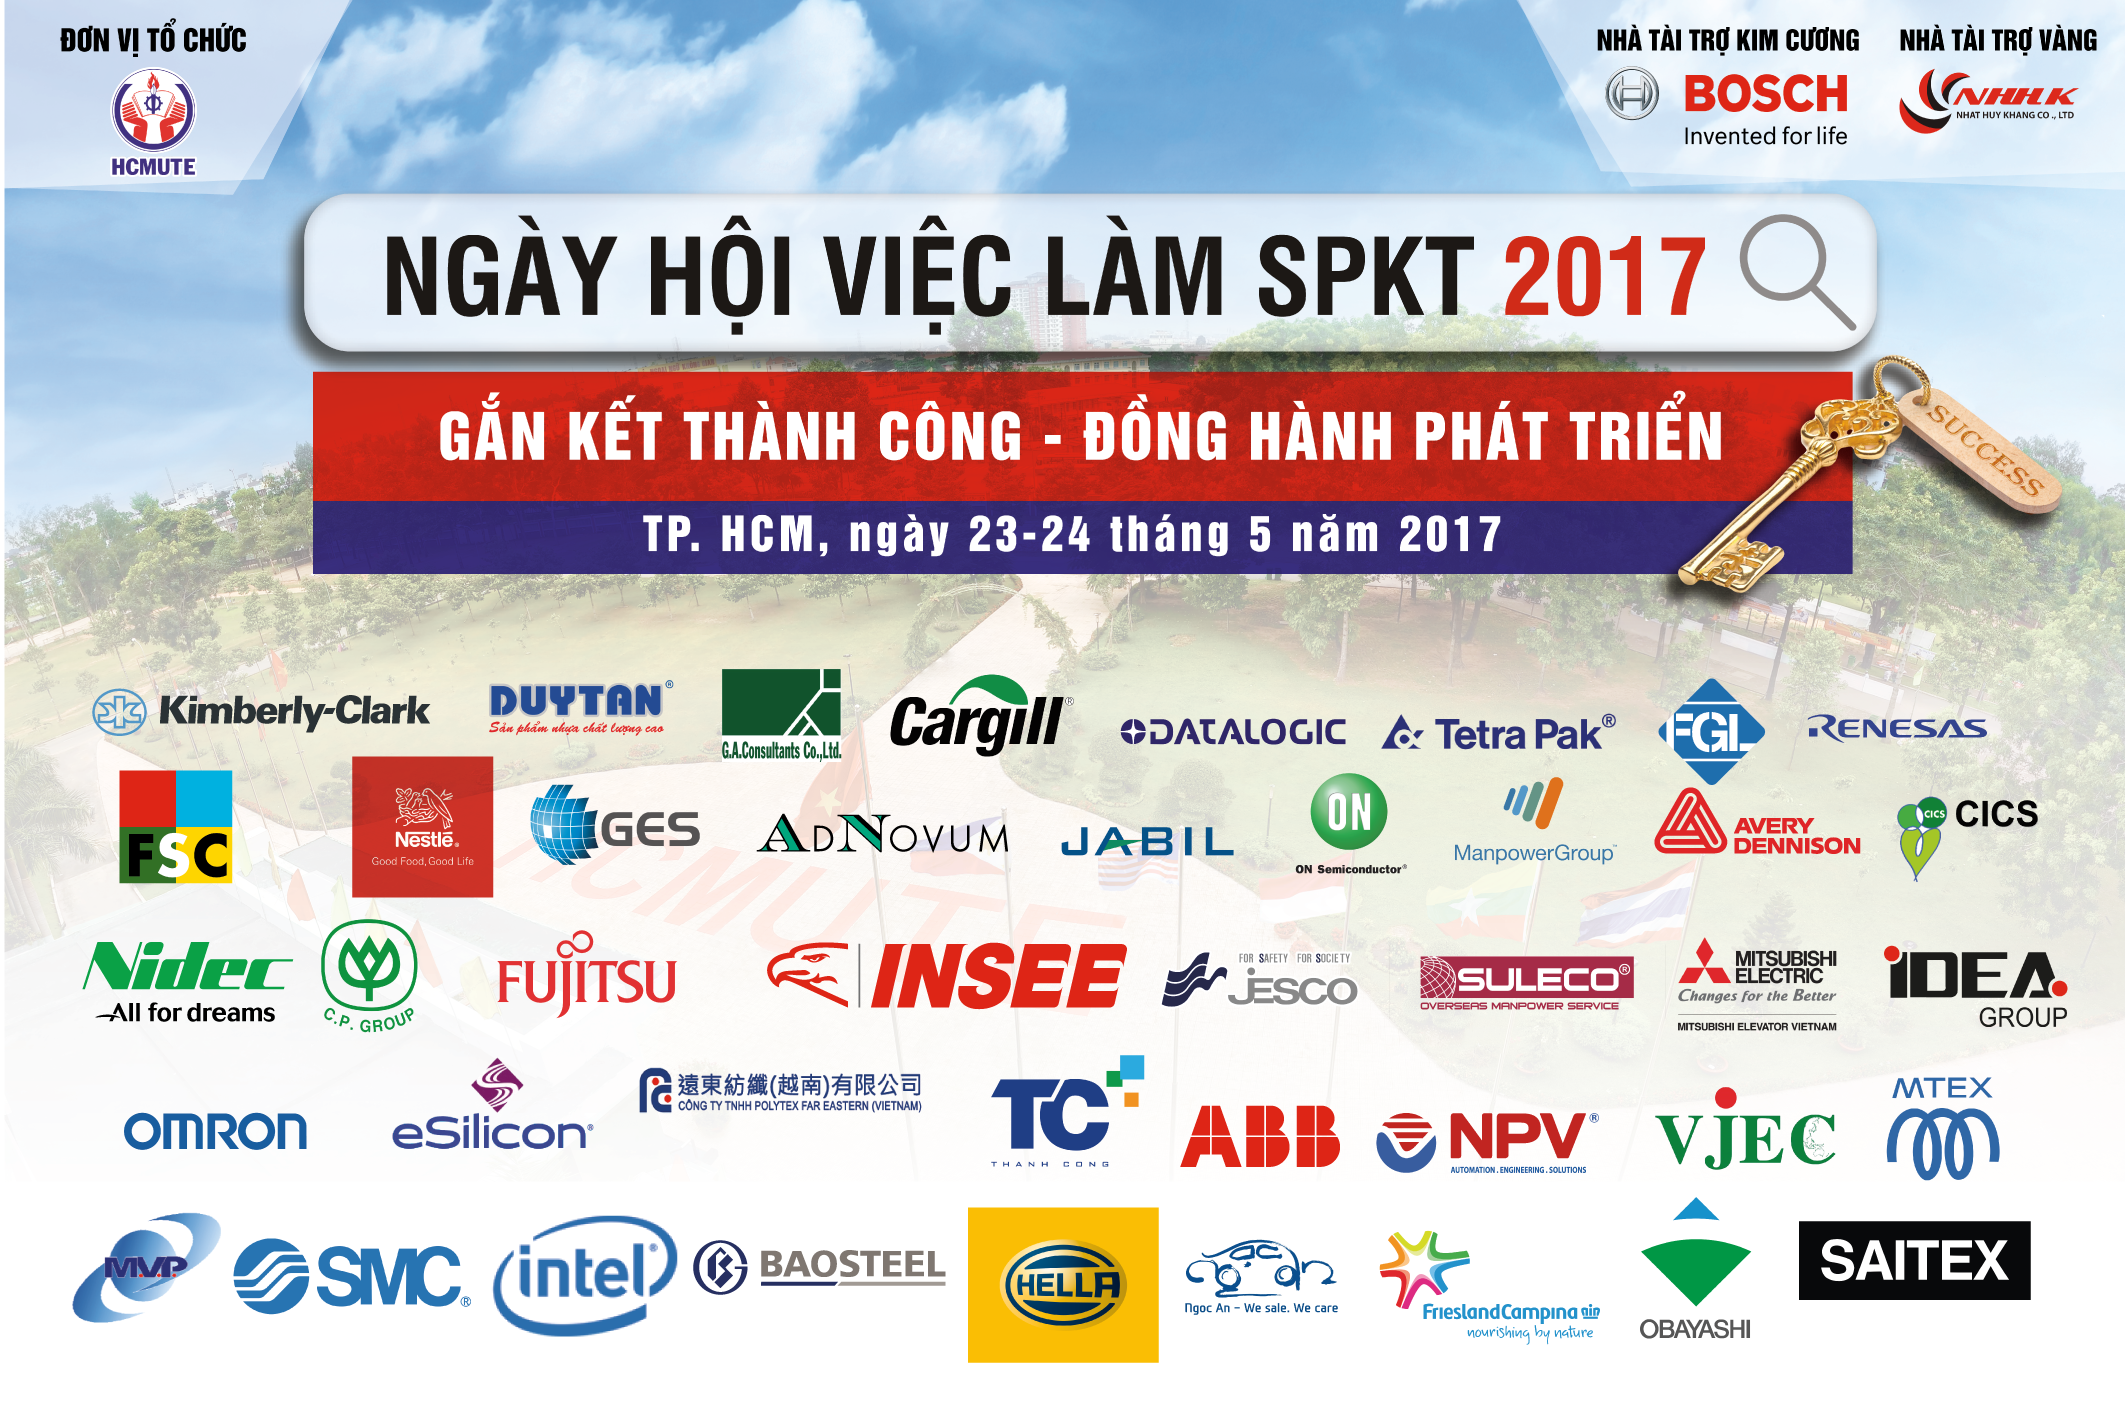 ĐƠN VỊ TỔ CHỨC
HCMUTE
NHÀ TÀI TRỢ KIM CƯƠNG
BOSCH
Invented for life
NHÀ TÀI TRỢ VÀNG
NHHK
NHAT HUY KHANG CO., LTD
NGÀY HỘI VIỆC LÀM SPKT 2017
GẮN KẾT THÀNH CÔNG - ĐỒNG HÀNH PHÁT TRIỂN
SUCCESS
TP. HCM, ngày 23-24 tháng 5 năm 2017
Kimberly-Clark
DUYTAN®
Sản phẩm nhựa chất lượng cao
G.A.Consultants Co.,Ltd.
Cargill®
DATALOGIC
Tetra Pak®
FGL
RENESAS
FSC
Nestlé®
Good Food, Good Life
GES
ADNOVUM
JABIL
ON
ON Semiconductor®
ManpowerGroup™
AVERY
DENNISON
CICS
CICS
HCMUTE
Nidec
All for dreams
C.P. GROUP
FUJITSU
INSEE
FOR SAFETY FOR SOCIETY
JESCO
SULECO®
OVERSEAS MANPOWER SERVICE
MITSUBISHI
ELECTRIC
Changes for the Better
MITSUBISHI ELEVATOR VIETNAM
IDEA
GROUP
OMRON
eSilicon®
遠東紡纖(越南)有限公司
CÔNG TY TNHH POLYTEX FAR EASTERN (VIETNAM)
TC
THANH CONG
ABB
NPV®
AUTOMATION . ENGINEERING . SOLUTIONS
VJEC
MTEX
M.V.P
SMC®
intel®
BAOSTEEL
HELLA
Ngoc An - We sale. We care
FrieslandCampina
nourishing by nature
OBAYASHI
SAITEX